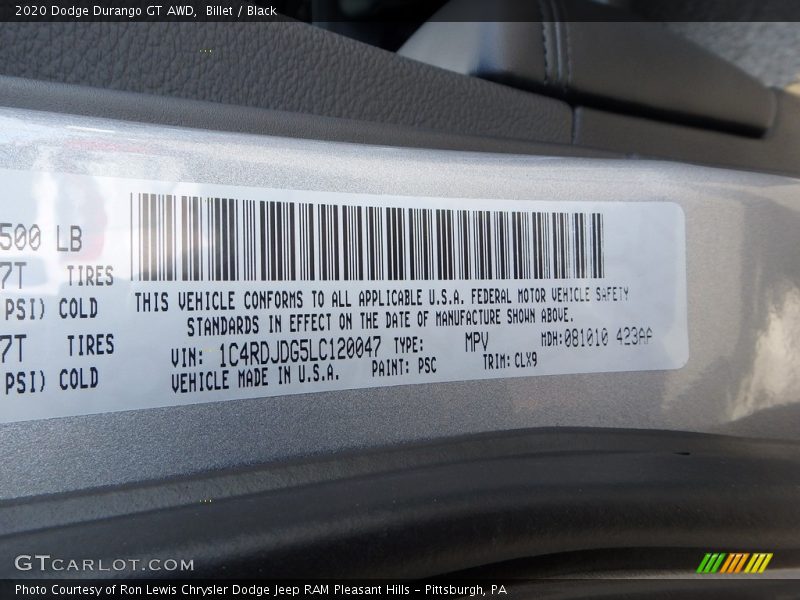 2020 Dodge Durango GT AWD, Billet / Black
500 LB
7T TIRES
PSI) COLD
7T TIRES
PSI) COLD
THIS VEHICLE CONFORMS TO ALL APPLICABLE U.S.A. FEDERAL MOTOR VEHICLE SAFETY
STANDARDS IN EFFECT ON THE DATE OF MANUFACTURE SHOWN ABOVE.
VIN: 1C4RDJDG5LC120047 TYPE: MPV MDH:081010 423AA
VEHICLE MADE IN U.S.A. PAINT: PSC TRIM: CLX9
GTCARLOT.COM
Photo Courtesy of Ron Lewis Chrysler Dodge Jeep RAM Pleasant Hills - Pittsburgh, PA